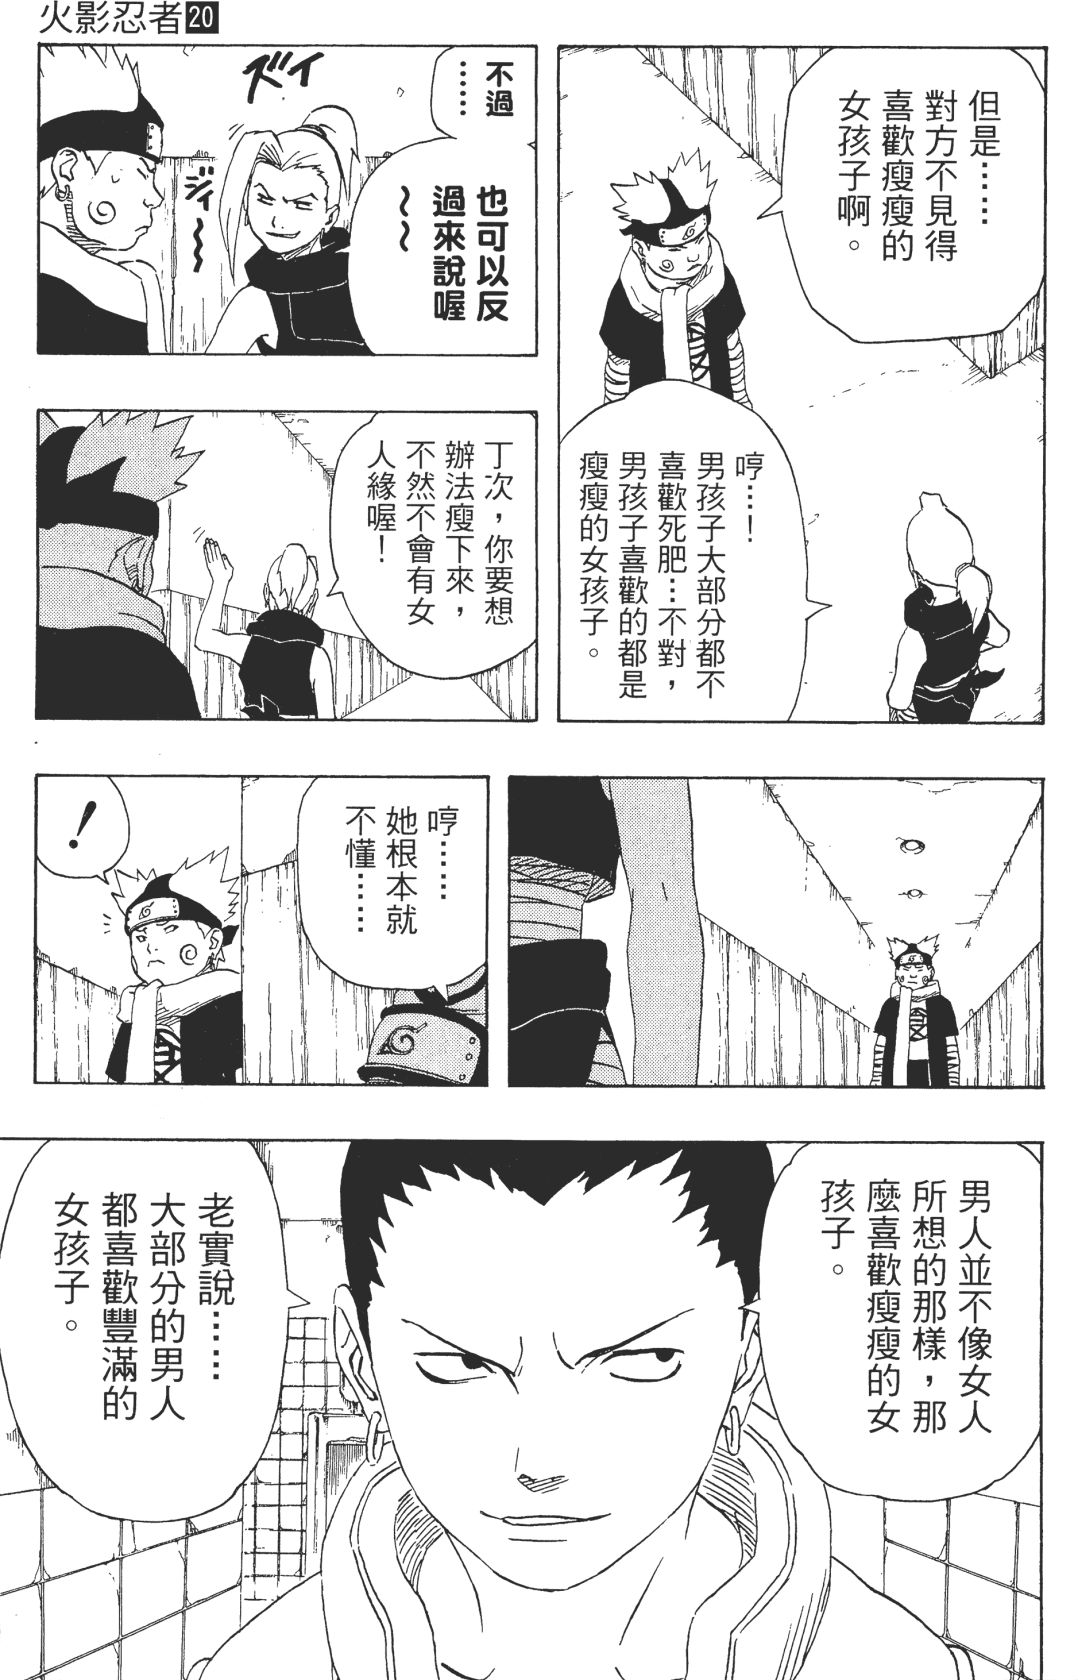 火影忍者20
但是……
對方不見得
喜歡瘦瘦的
女孩子啊。
哼…！
男孩子大部分都不
喜歡死肥…不對，
男孩子喜歡的都是
瘦瘦的女孩子。
不過
……
也可以反
過來說喔
～～
ズイ
ジィ～～
丁次，你要想
辦法瘦下來，
不然不會有女
人緣喔！
哼……
她根本就
不懂……
！
男人並不像女人
所想的那樣，那
麼喜歡瘦瘦的女
孩子。
老實說……
大部分的男人
都喜歡豐滿的
女孩子。